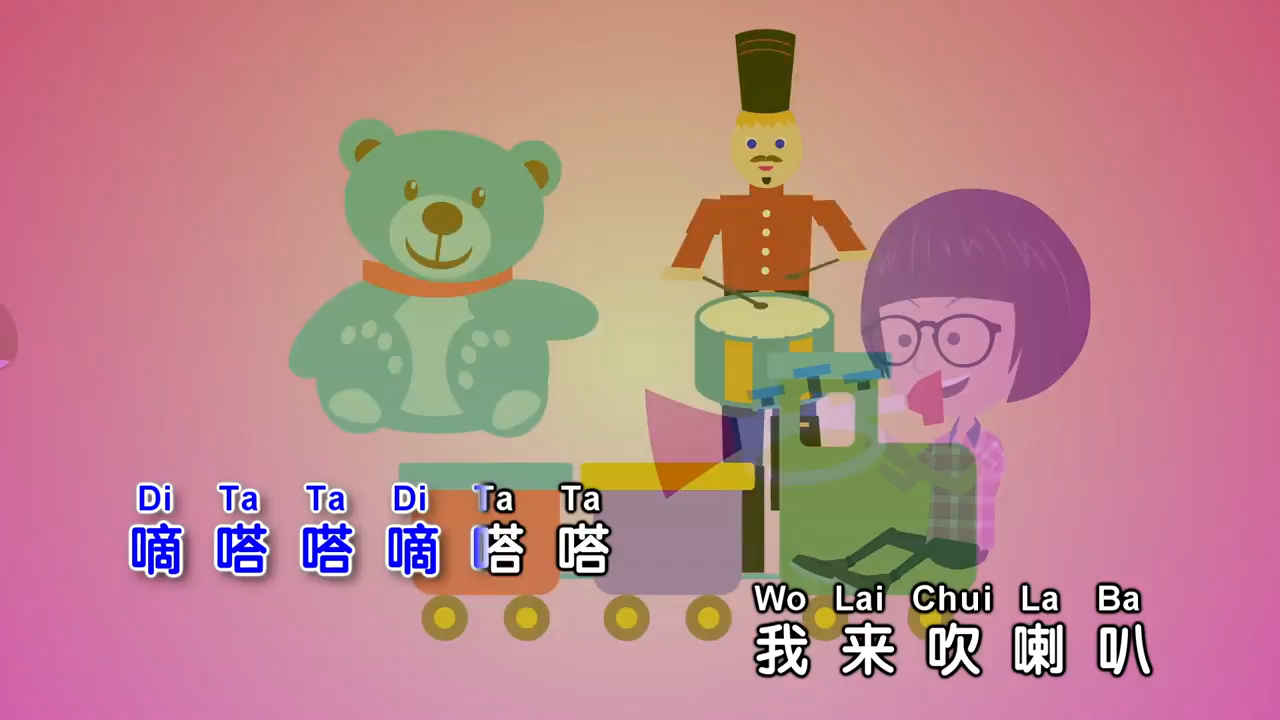 Di Ta Ta Di Ta Ta
嘀 嗒 嗒 嘀 嗒 嗒
Wo Lai Chui La Ba
我 来 吹 喇 叭